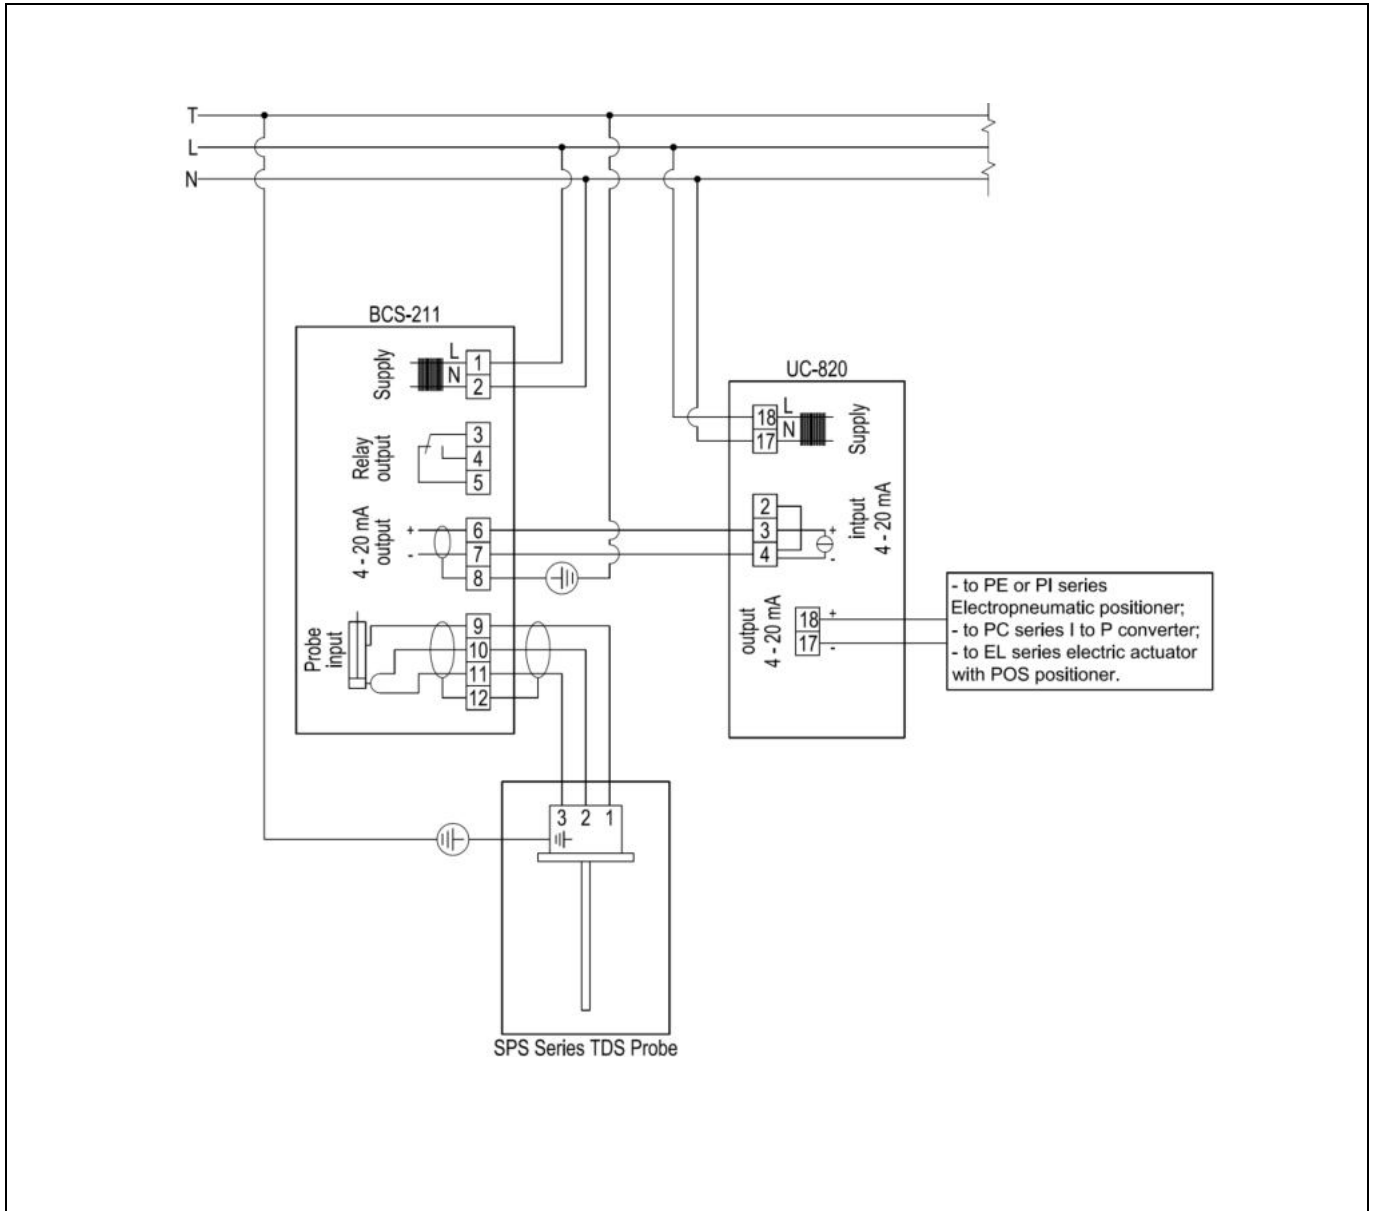 T
L
N
BCS-211
Supply
L
N
1
2
Relay
output
3
4
5
4 - 20 mA
output
+
-
6
7
8
Probe
input
9
10
11
12
UC-820
18
17
L
N
Supply
2
3
4
+
-
intput
4 - 20 mA
output
4 - 20 mA
18
17
+
-
- to PE or PI series
Electropneumatic positioner;
- to PC series I to P converter;
- to EL series electric actuator
with POS positioner.
3 2 1
SPS Series TDS Probe